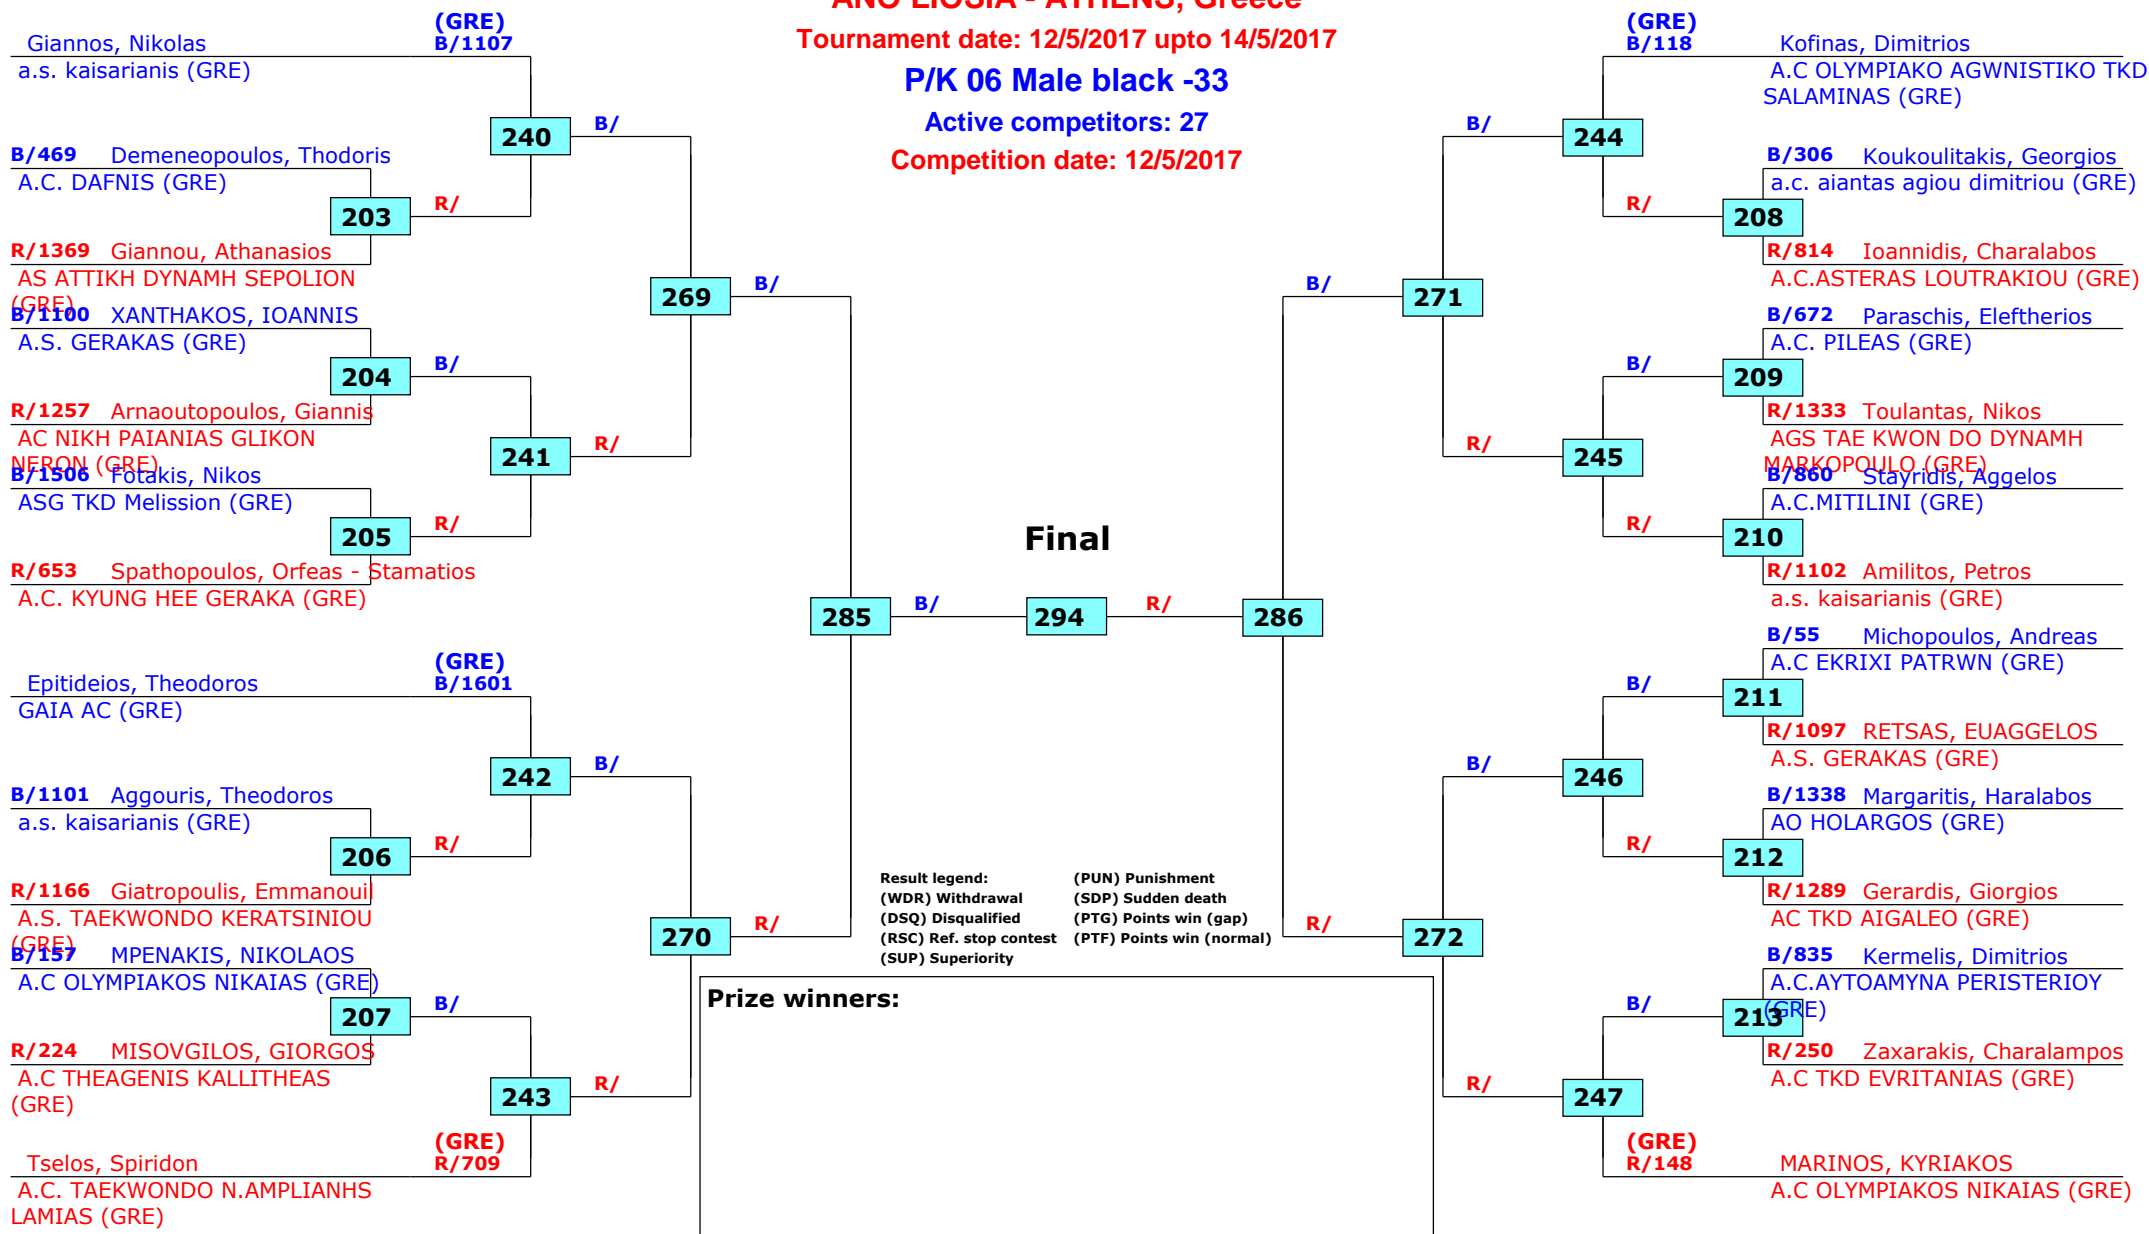 ANO LIOSIA - ATHENS, Greece
Tournament date: 12/5/2017 upto 14/5/2017
P/K 06 Male black -33
Active competitors: 27
Competition date: 12/5/2017
(GRE)
Giannos, Nikolas B/1107
a.s. kaisarianis (GRE)
240 B/
B/469 Demeneopoulos, Thodoris
A.C. DAFNIS (GRE)
203 R/
R/1369 Giannou, Athanasios
AS ATTIKH DYNAMH SEPOLION
(GRE)
269 B/
B/1100 XANTHAKOS, IOANNIS
A.S. GERAKAS (GRE)
204 B/
R/1257 Arnaoutopoulos, Giannis
AC NIKH PAIANIAS GLIKON
NERON (GRE)
241 R/
B/1506 Fotakis, Nikos
ASG TKD Melission (GRE)
205 R/
R/653 Spathopoulos, Orfeas - Stamatios
A.C. KYUNG HEE GERAKA (GRE)
Final
285 B/ 294 R/ 286
(GRE)
Epitideios, Theodoros B/1601
GAIA AC (GRE)
242 B/
B/1101 Aggouris, Theodoros
a.s. kaisarianis (GRE)
206 R/
R/1166 Giatropoulis, Emmanouil
A.S. TAEKWONDO KERATSINIOU
(GRE)
270 R/
B/157 MPENAKIS, NIKOLAOS
A.C OLYMPIAKOS NIKAIAS (GRE)
207 B/
R/224 MISOVGILOS, GIORGOS
A.C THEAGENIS KALLITHEAS
(GRE)
243 R/
(GRE)
Tselos, Spiridon R/709
A.C. TAEKWONDO N.AMPLIANHS
LAMIAS (GRE)
(GRE)
B/118 Kofinas, Dimitrios
A.C OLYMPIAKO AGWNISTIKO TKD
SALAMINAS (GRE)
B/ 244
B/306 Koukoulitakis, Georgios
a.c. aiantas agiou dimitriou (GRE)
R/ 208
R/814 Ioannidis, Charalabos
A.C.ASTERAS LOUTRAKIOU (GRE)
B/ 271
B/672 Paraschis, Eleftherios
A.C. PILEAS (GRE)
B/ 209
R/1333 Toulantas, Nikos
AGS TAE KWON DO DYNAMH
MARKOPOULO (GRE)
R/ 245
B/860 Stayridis, Aggelos
A.C.MITILINI (GRE)
R/ 210
R/1102 Amilitos, Petros
a.s. kaisarianis (GRE)
B/55 Michopoulos, Andreas
A.C EKRIXI PATRWN (GRE)
B/ 211
R/1097 RETSAS, EUAGGELOS
A.S. GERAKAS (GRE)
B/ 246
B/1338 Margaritis, Haralabos
AO HOLARGOS (GRE)
R/ 212
R/1289 Gerardis, Giorgios
AC TKD AIGALEO (GRE)
R/ 272
B/835 Kermelis, Dimitrios
A.C.AYTOAMYNA PERISTERIOY
(GRE)
B/ 213
R/250 Zaxarakis, Charalampos
A.C TKD EVRITANIAS (GRE)
R/ 247
(GRE)
R/148 MARINOS, KYRIAKOS
A.C OLYMPIAKOS NIKAIAS (GRE)
Result legend: (PUN) Punishment
(WDR) Withdrawal (SDP) Sudden death
(DSQ) Disqualified (PTG) Points win (gap)
(RSC) Ref. stop contest (PTF) Points win (normal)
(SUP) Superiority
Prize winners: